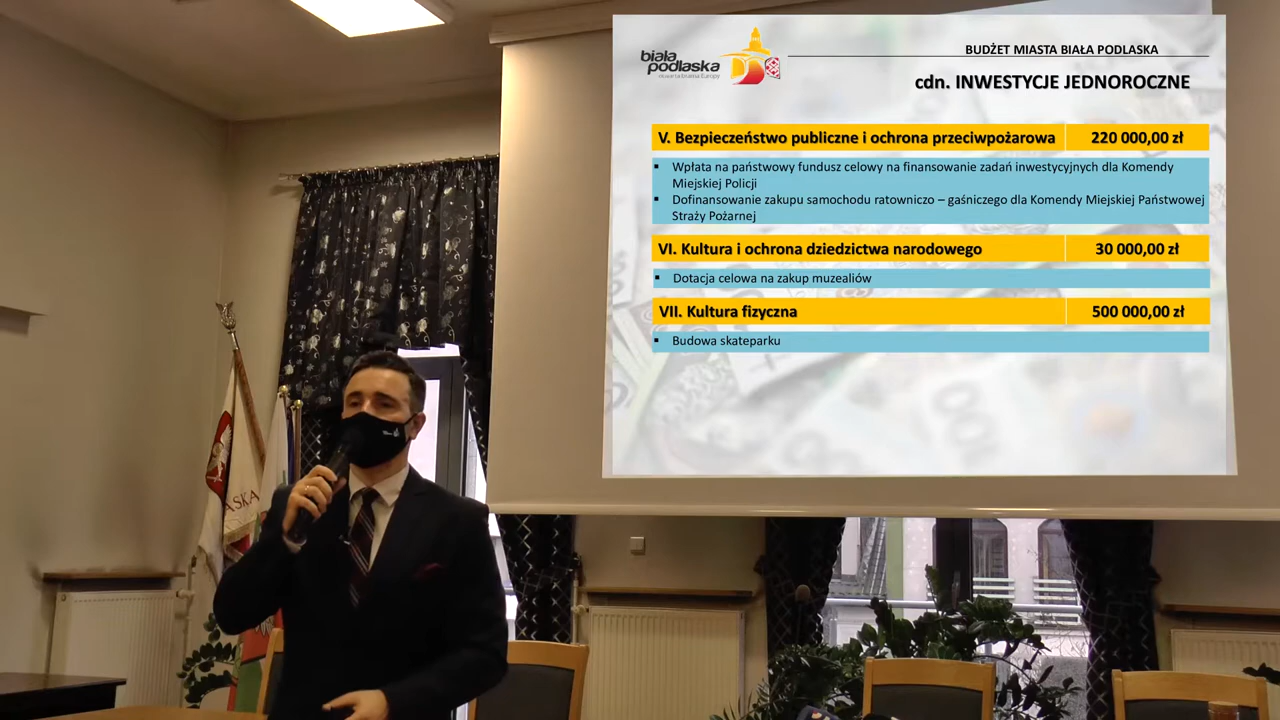 biała
podlaska
BUDŻET MIASTA BIAŁA PODLASKA
cdn. INWESTYCJE JEDNOROCZNE
V. Bezpieczeństwo publiczne i ochrona przeciwpożarowa 220 000,00 zł
▪ Wpłata na państwowy fundusz celowy na finansowanie zadań inwestycyjnych dla Komendy
Miejskiej Policji
▪ Dofinansowanie zakupu samochodu ratowniczo – gaśniczego dla Komendy Miejskiej Państwowej
Straży Pożarnej
VI. Kultura i ochrona dziedzictwa narodowego 30 000,00 zł
▪ Dotacja celowa na zakup muzealiów
VII. Kultura fizyczna 500 000,00 zł
▪ Budowa skateparku
ASKA